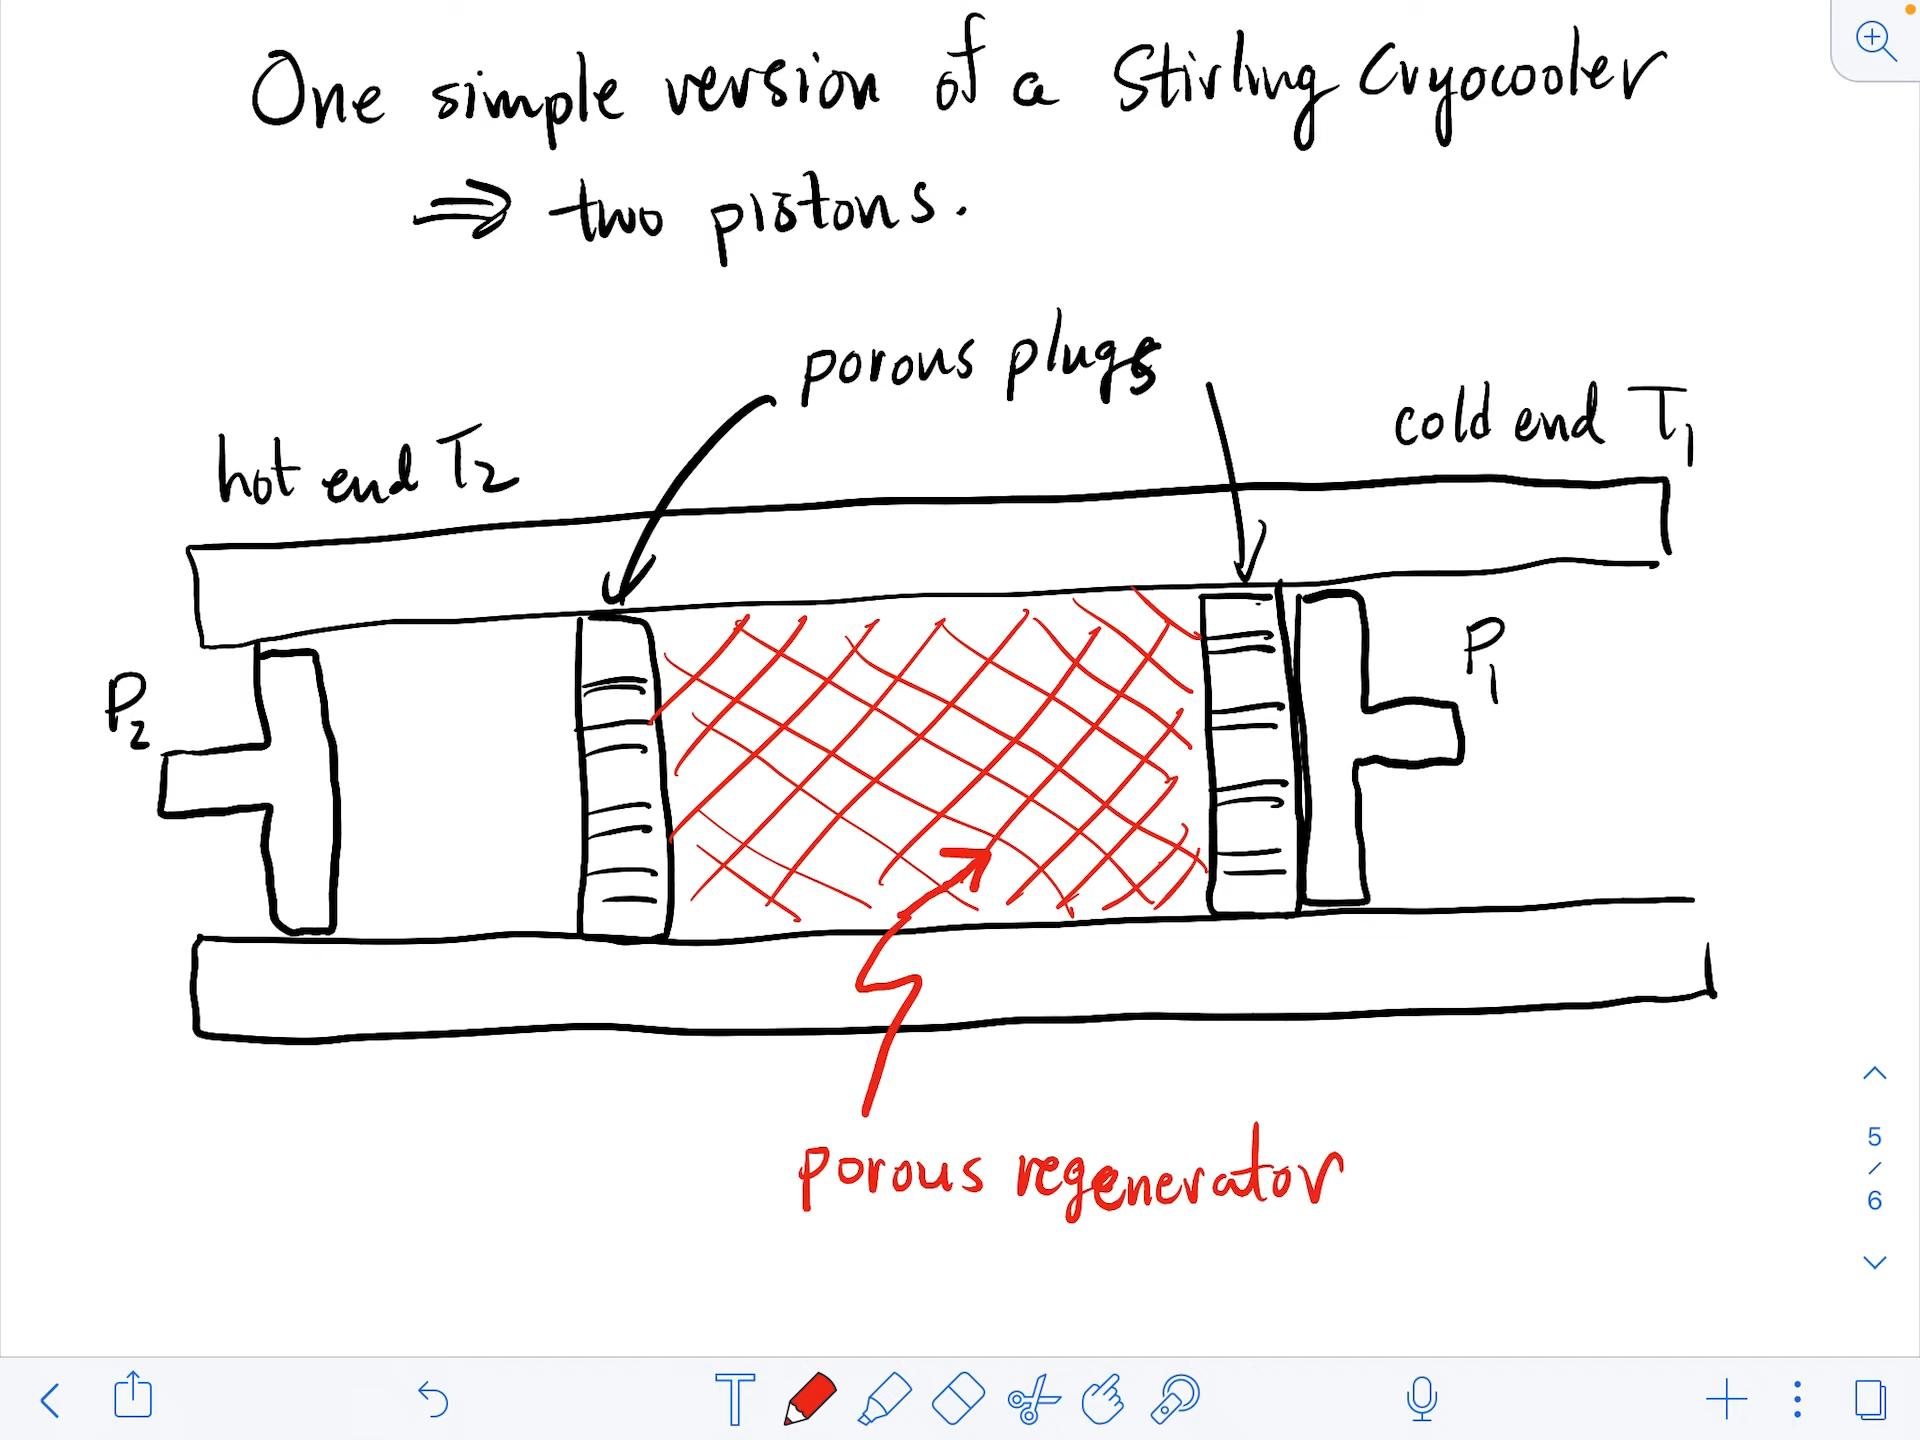 One simple version of a Stirling Cryocooler
⇒ two pistons.
porous plugs
cold end T₁
hot end T₂
P₁
P₂
porous regenerator
5
/
6
T